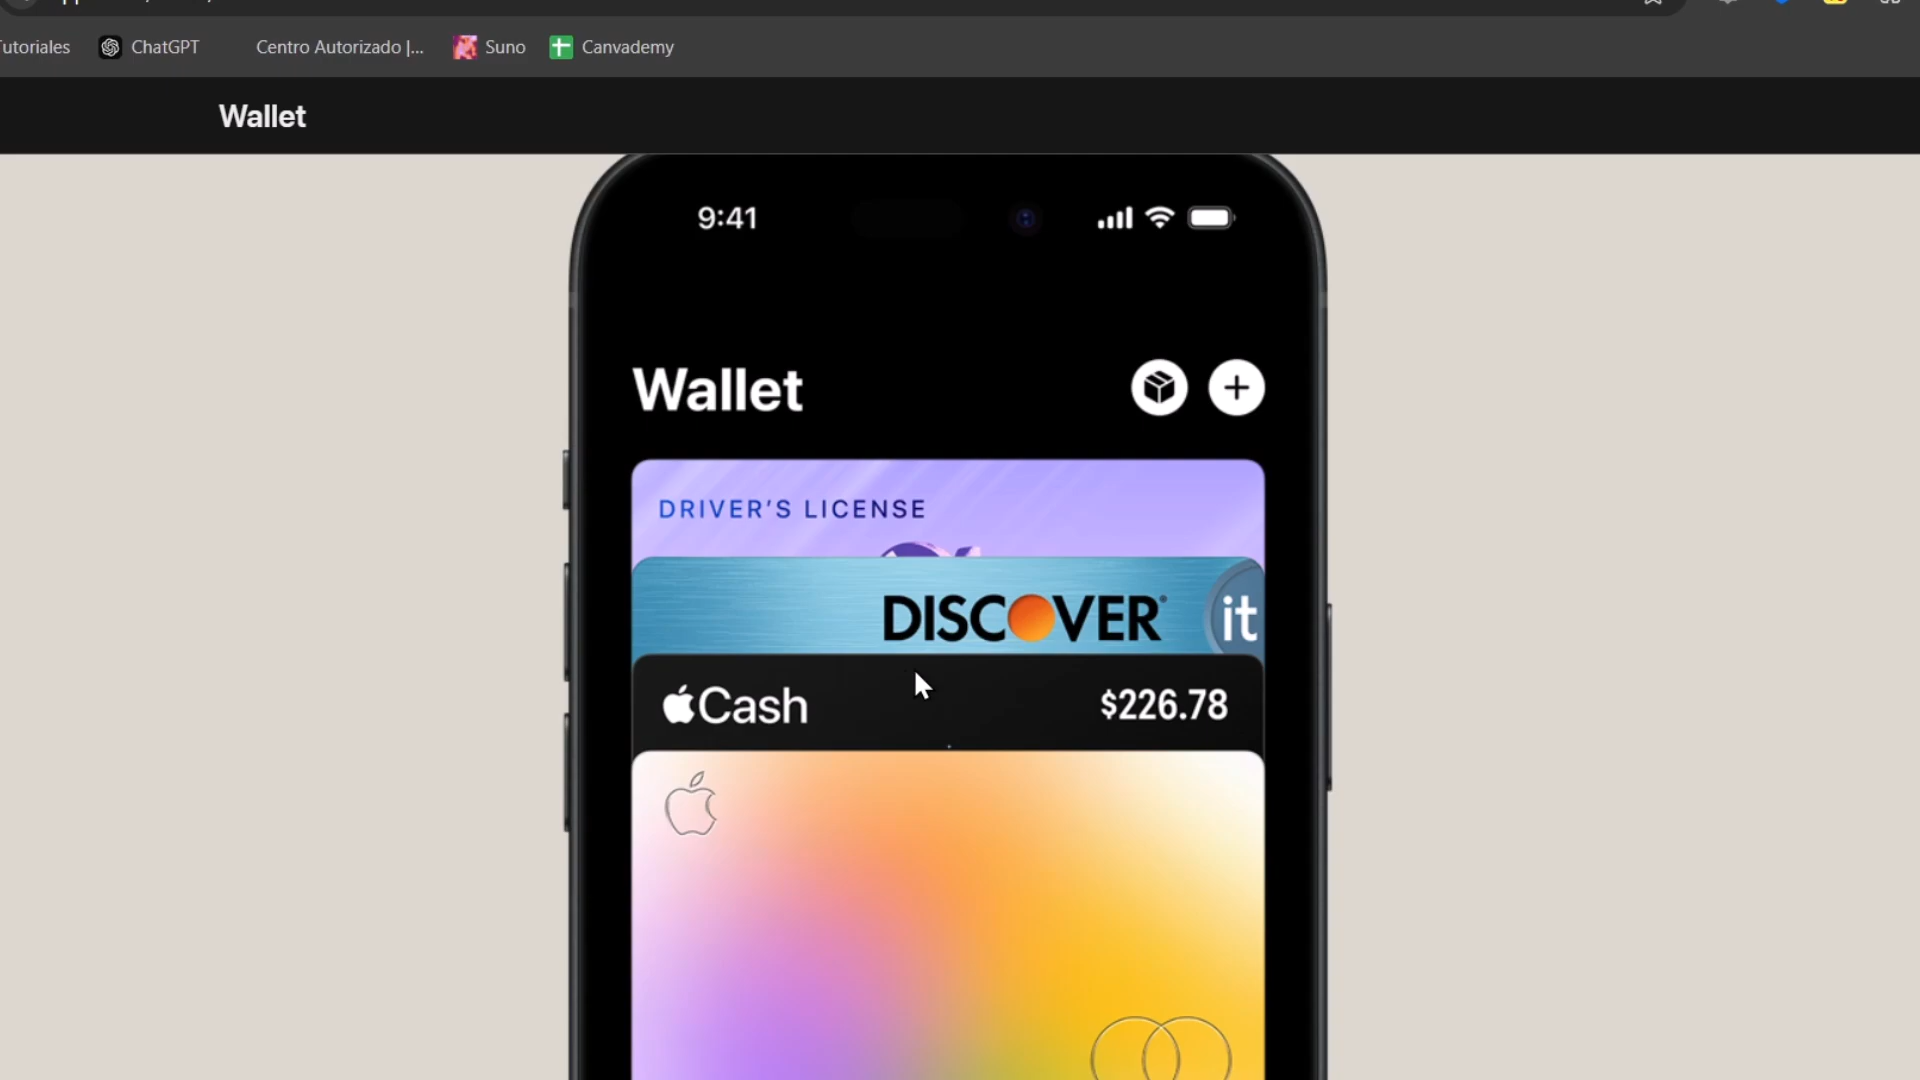 utoriales ChatGPT Centro Autorizado |... Suno Canvademy
Wallet
9:41
Wallet
DRIVER'S LICENSE
DISCOVER® it
Cash $226.78